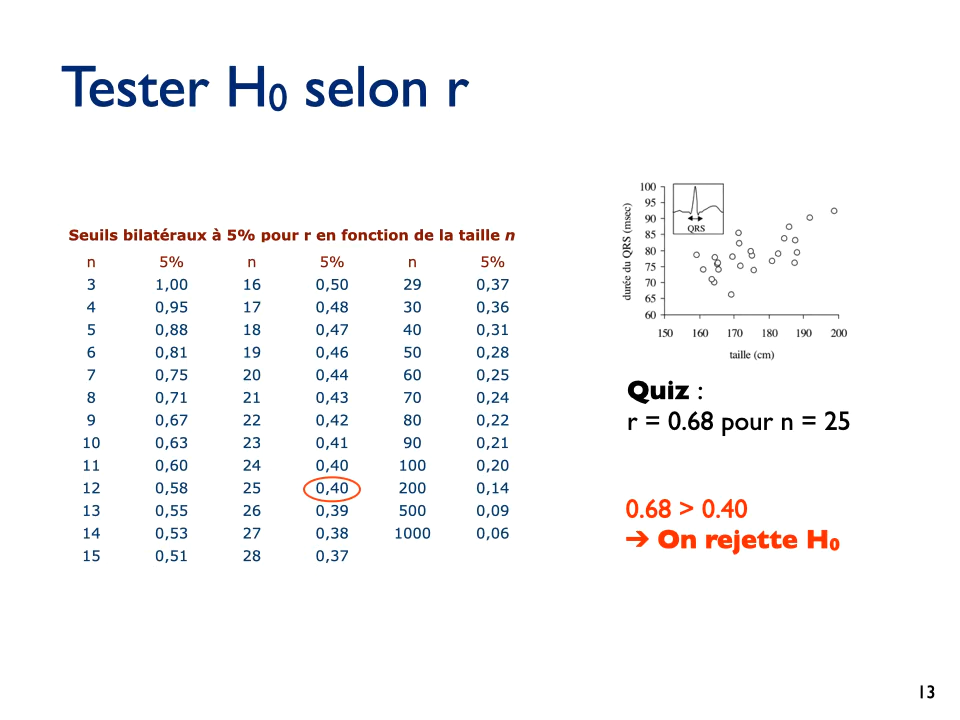 Tester H₀ selon r
Seuils bilatéraux à 5% pour r en fonction de la taille n
n 5% n 5% n 5%
3 1,00 16 0,50 29 0,37
4 0,95 17 0,48 30 0,36
5 0,88 18 0,47 40 0,31
6 0,81 19 0,46 50 0,28
7 0,75 20 0,44 60 0,25
8 0,71 21 0,43 70 0,24
9 0,67 22 0,42 80 0,22
10 0,63 23 0,41 90 0,21
11 0,60 24 0,40 100 0,20
12 0,58 25 0,40 200 0,14
13 0,55 26 0,39 500 0,09
14 0,53 27 0,38 1000 0,06
15 0,51 28 0,37
durée du QRS (msec)
100
95
90
85
80
75
70
65
60
QRS
150 160 170 180 190 200
taille (cm)
Quiz :
r = 0.68 pour n = 25
0.68 > 0.40
➔ On rejette H₀
13